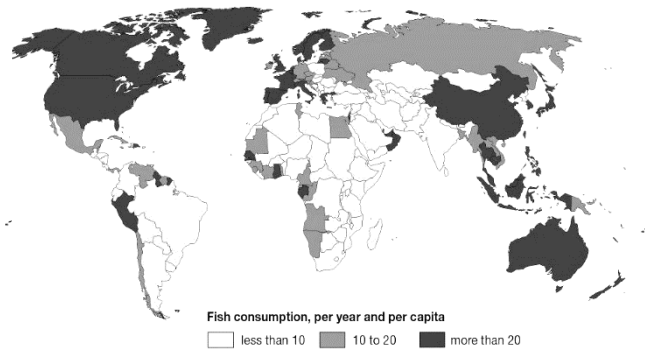 Fish consumption, per year and per capita
less than 10 10 to 20 more than 20